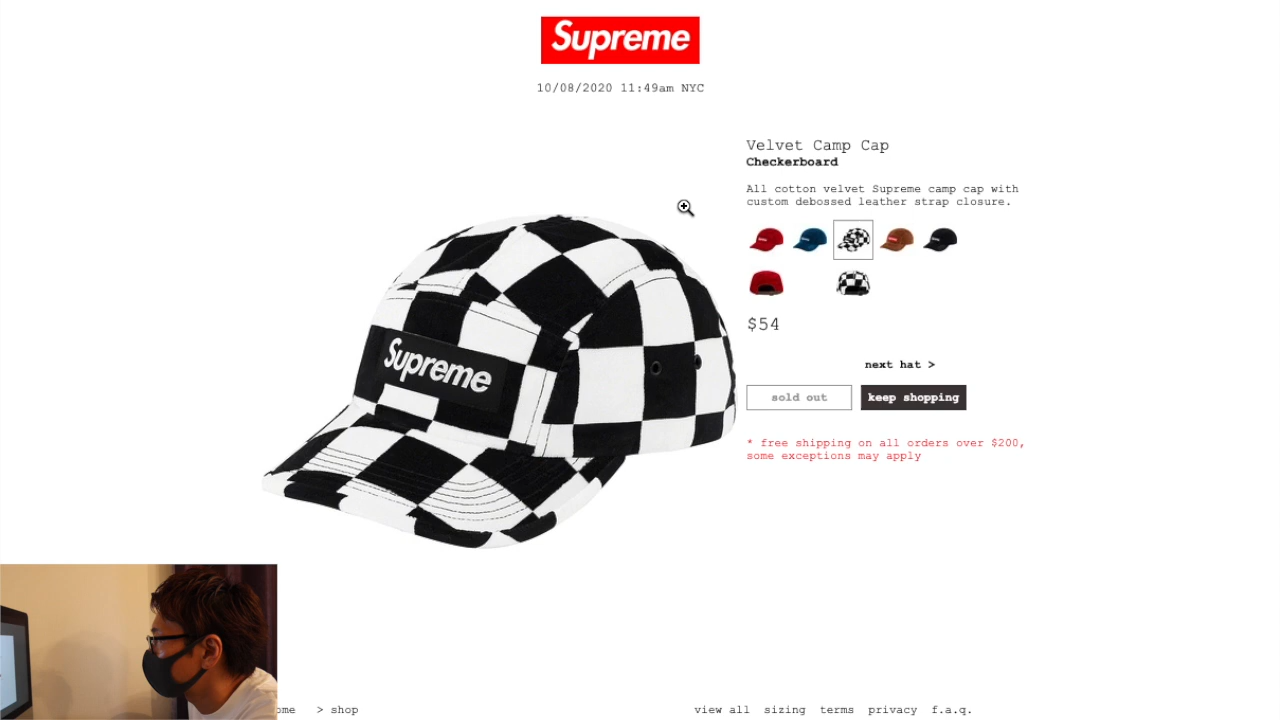 Supreme
10/08/2020 11:49am NYC
Velvet Camp Cap
Checkerboard
All cotton velvet Supreme camp cap with
custom debossed leather strap closure.
$54
next hat >
sold out
keep shopping
* free shipping on all orders over $200,
some exceptions may apply
Supreme
> shop
view all sizing terms privacy f.a.q.